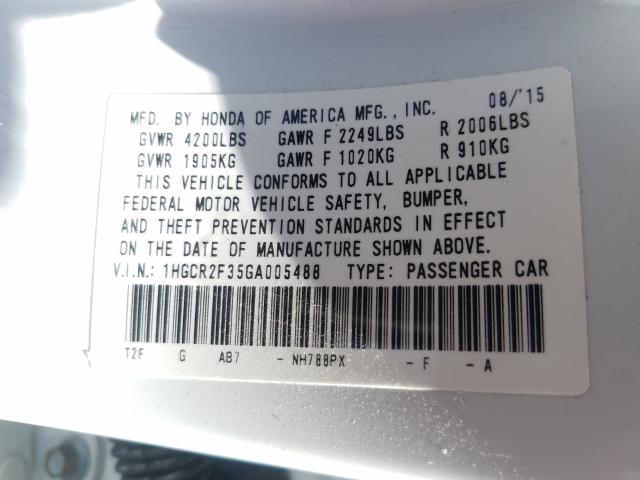 MFD. BY HONDA OF AMERICA MFG., INC. 08/'15
GVWR 4200LBS GAWR F 2249LBS R 2006LBS
GVWR 1905KG GAWR F 1020KG R 910KG
THIS VEHICLE CONFORMS TO ALL APPLICABLE
FEDERAL MOTOR VEHICLE SAFETY, BUMPER,
AND THEFT PREVENTION STANDARDS IN EFFECT
ON THE DATE OF MANUFACTURE SHOWN ABOVE.
V.I.N.: 1HGCR2F35GA005488 TYPE: PASSENGER CAR
T2F G AB7 - NH788PX - F - A